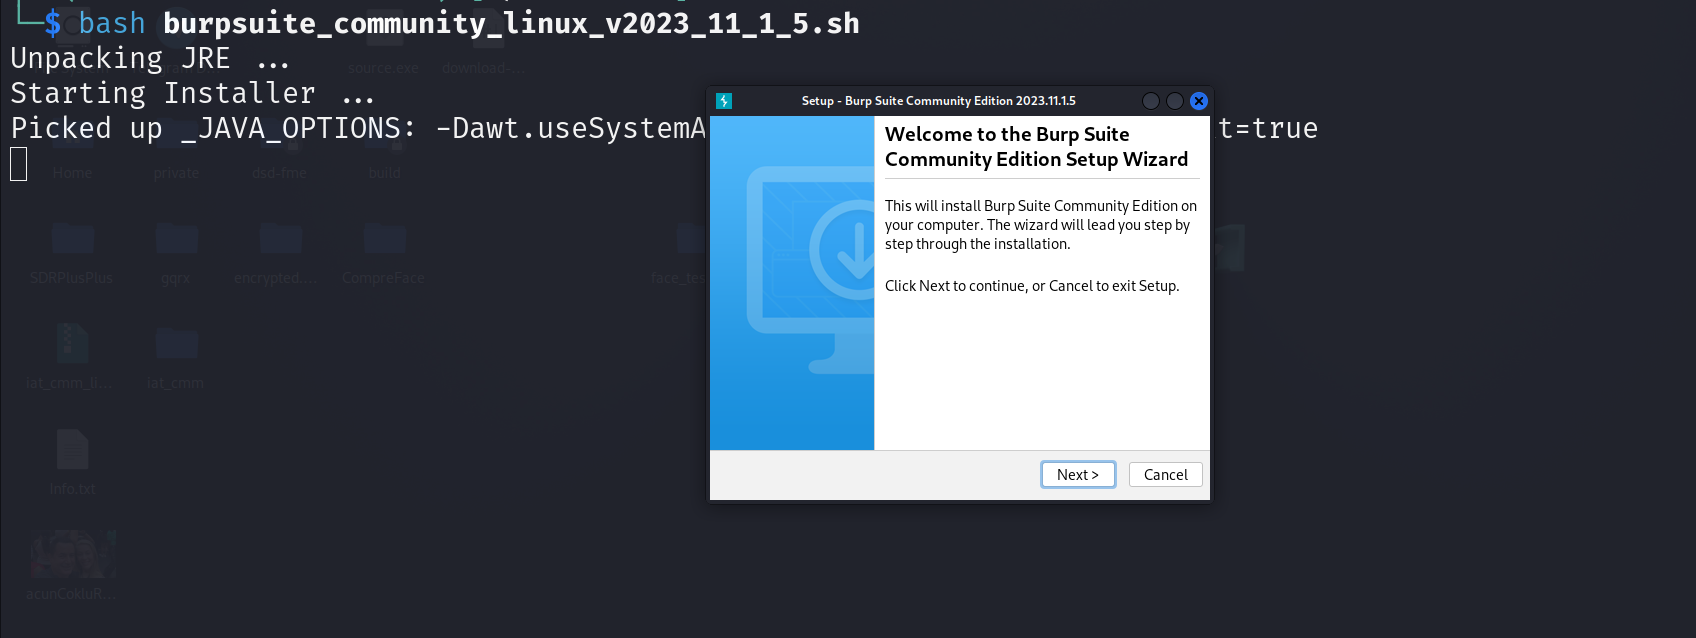 $ bash burpsuite_community_linux_v2023_11_1_5.sh
Unpacking JRE ...
Starting Installer ...
Picked up _JAVA_OPTIONS: -Dawt.useSystemA
t=true
source.exe
download-...
Home
private
dsd-fme
build
SDRPlusPlus
gqrx
encrypted....
CompreFace
face_tes
iat_cmm_li...
iat_cmm
Info.txt
acunCokluR...
Setup - Burp Suite Community Edition 2023.11.1.5
Welcome to the Burp Suite
Community Edition Setup Wizard
This will install Burp Suite Community Edition on
your computer. The wizard will lead you step by
step through the installation.
Click Next to continue, or Cancel to exit Setup.
Next >
Cancel